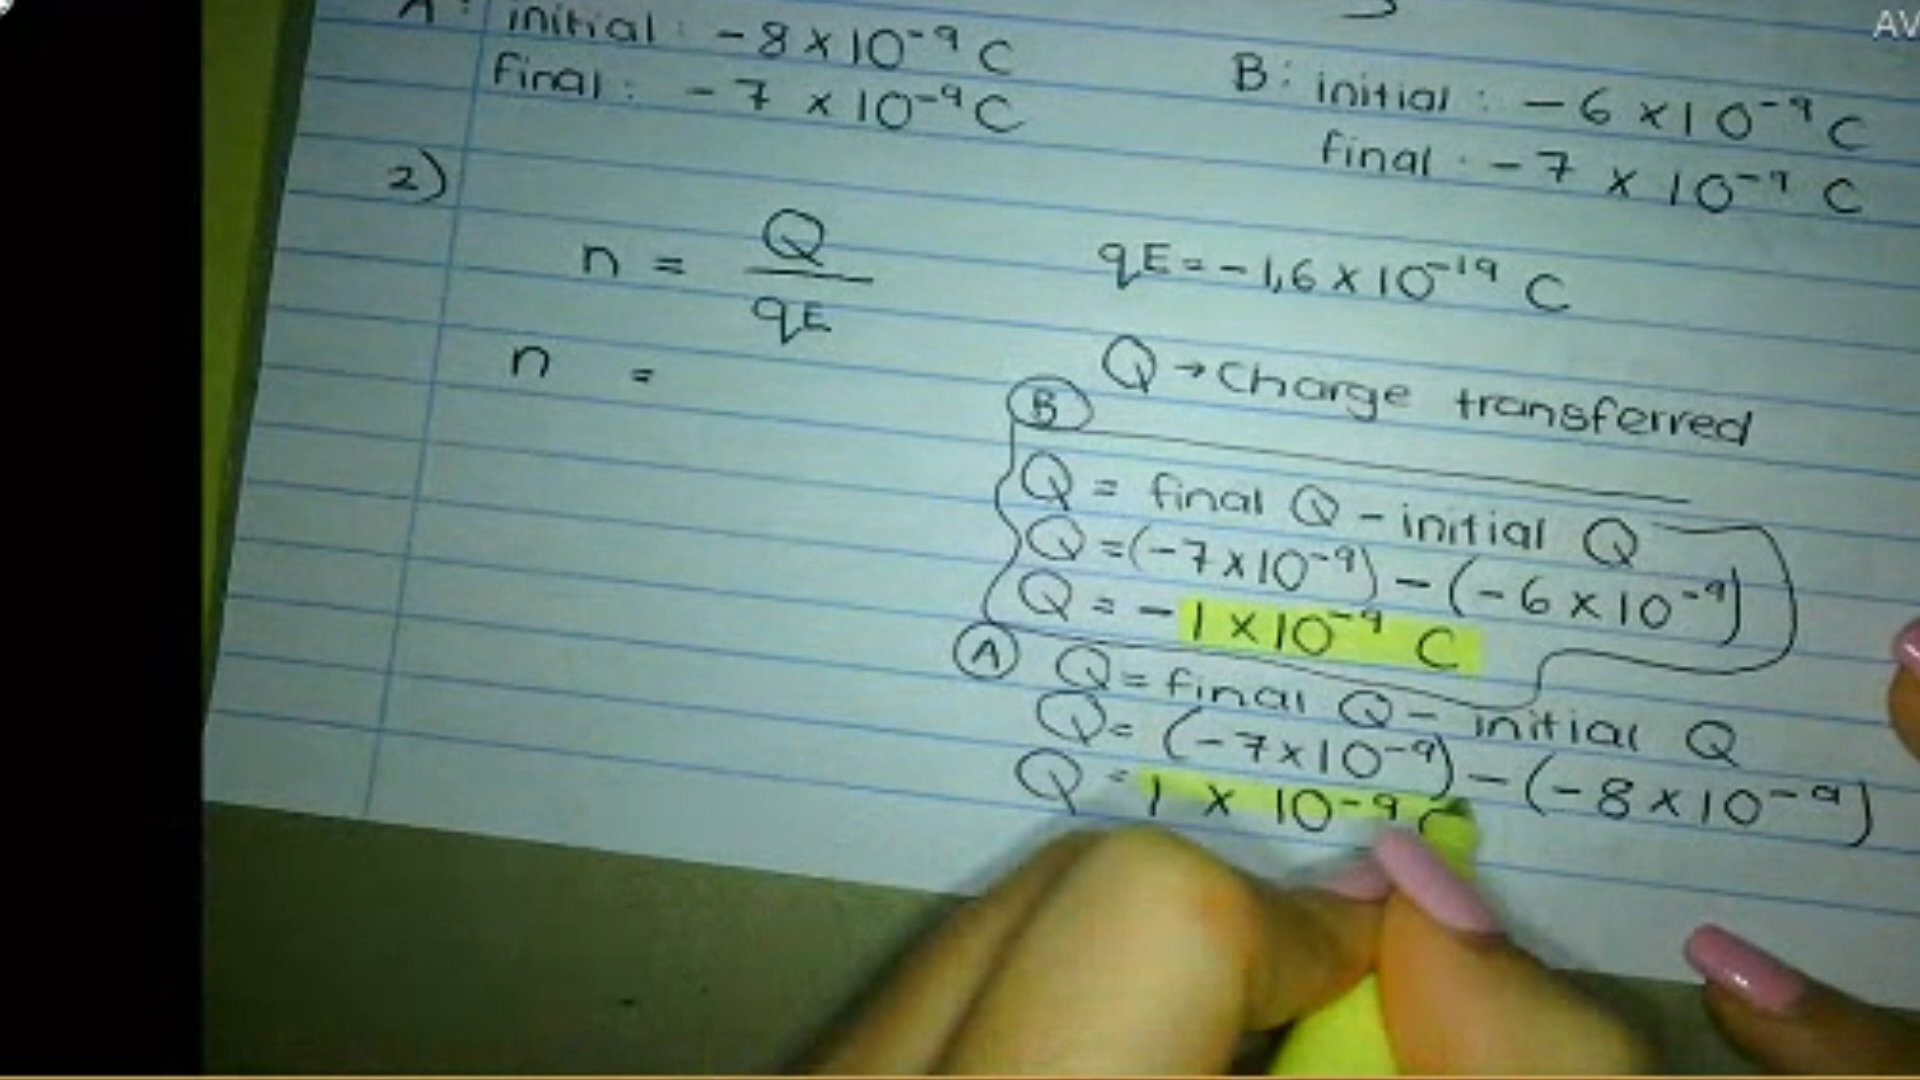 A: initial: -8 x 10⁻⁹ C
final: -7 x 10⁻⁹ C
B: initial: -6 x 10⁻⁹ C
final: -7 x 10⁻⁹ C
2)
n = Q / qE
qE = -1,6 x 10⁻¹⁹ C
n =
Q → Charge transferred
B
Q = final Q - initial Q
Q = (-7 x 10⁻⁹) - (-6 x 10⁻⁹)
Q = -1 x 10⁻⁹ C
A Q = final Q - initial Q
Q = (-7 x 10⁻⁹) - (-8 x 10⁻⁹)
Q = 1 x 10⁻⁹ C